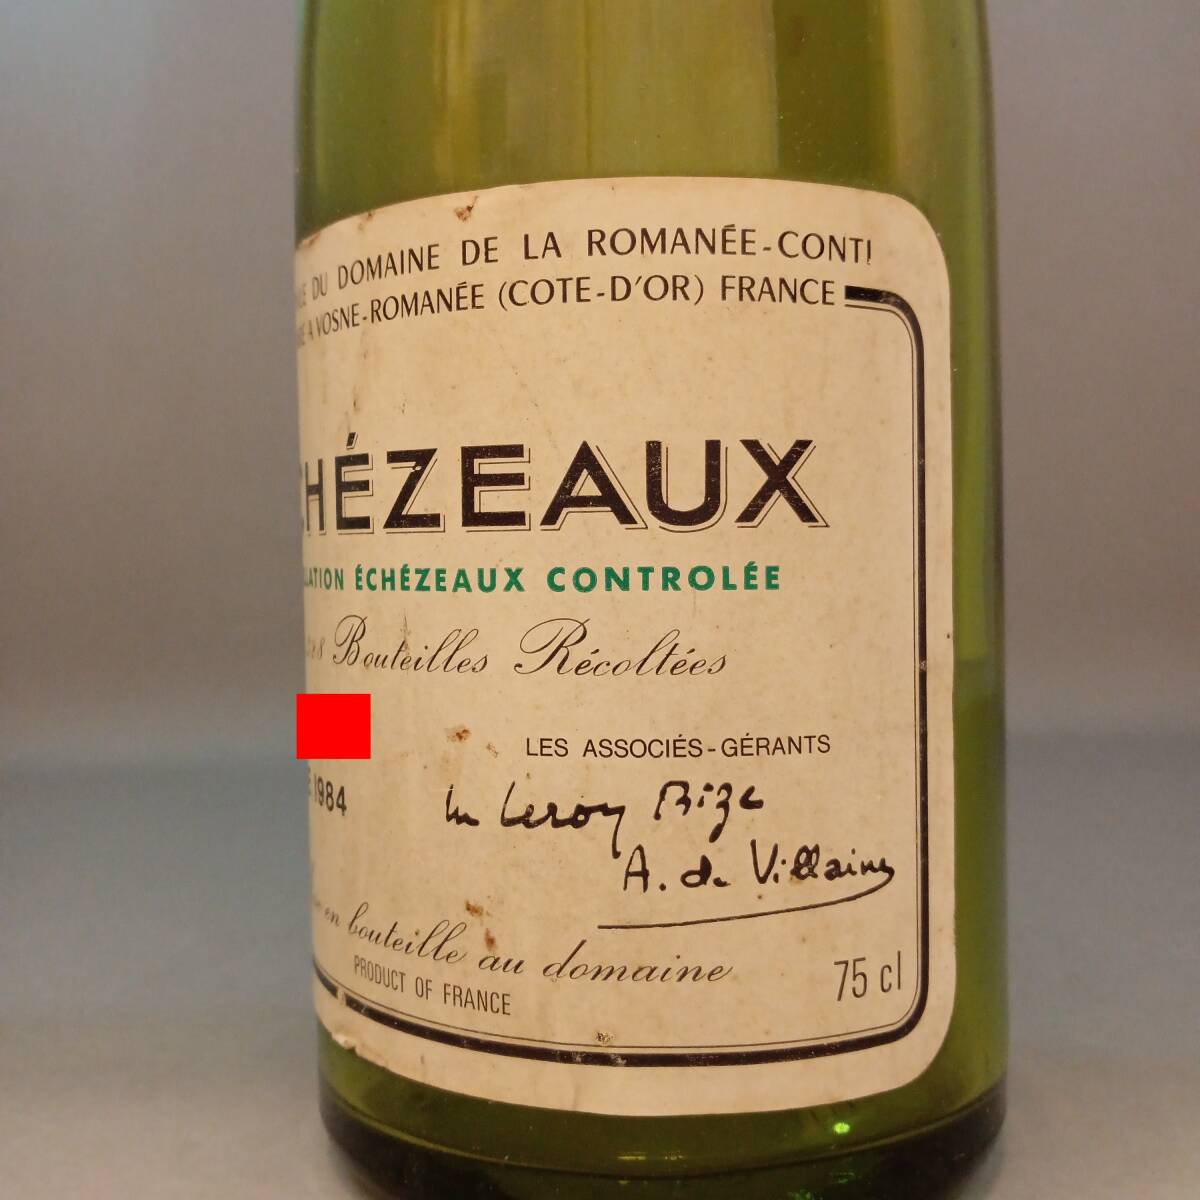 DU DOMAINE DE LA ROMANÉE-CONTI
A VOSNE-ROMANÉE (COTE-D'OR) FRANCE
CHÉZEAUX
LATION ÉCHÉZEAUX CONTROLÉE
Bouteilles Récoltées
LES ASSOCIÉS-GÉRANTS
E 1984
Leroy Bize
A. de Villaine
en bouteille au domaine
PRODUCT OF FRANCE
75 cl